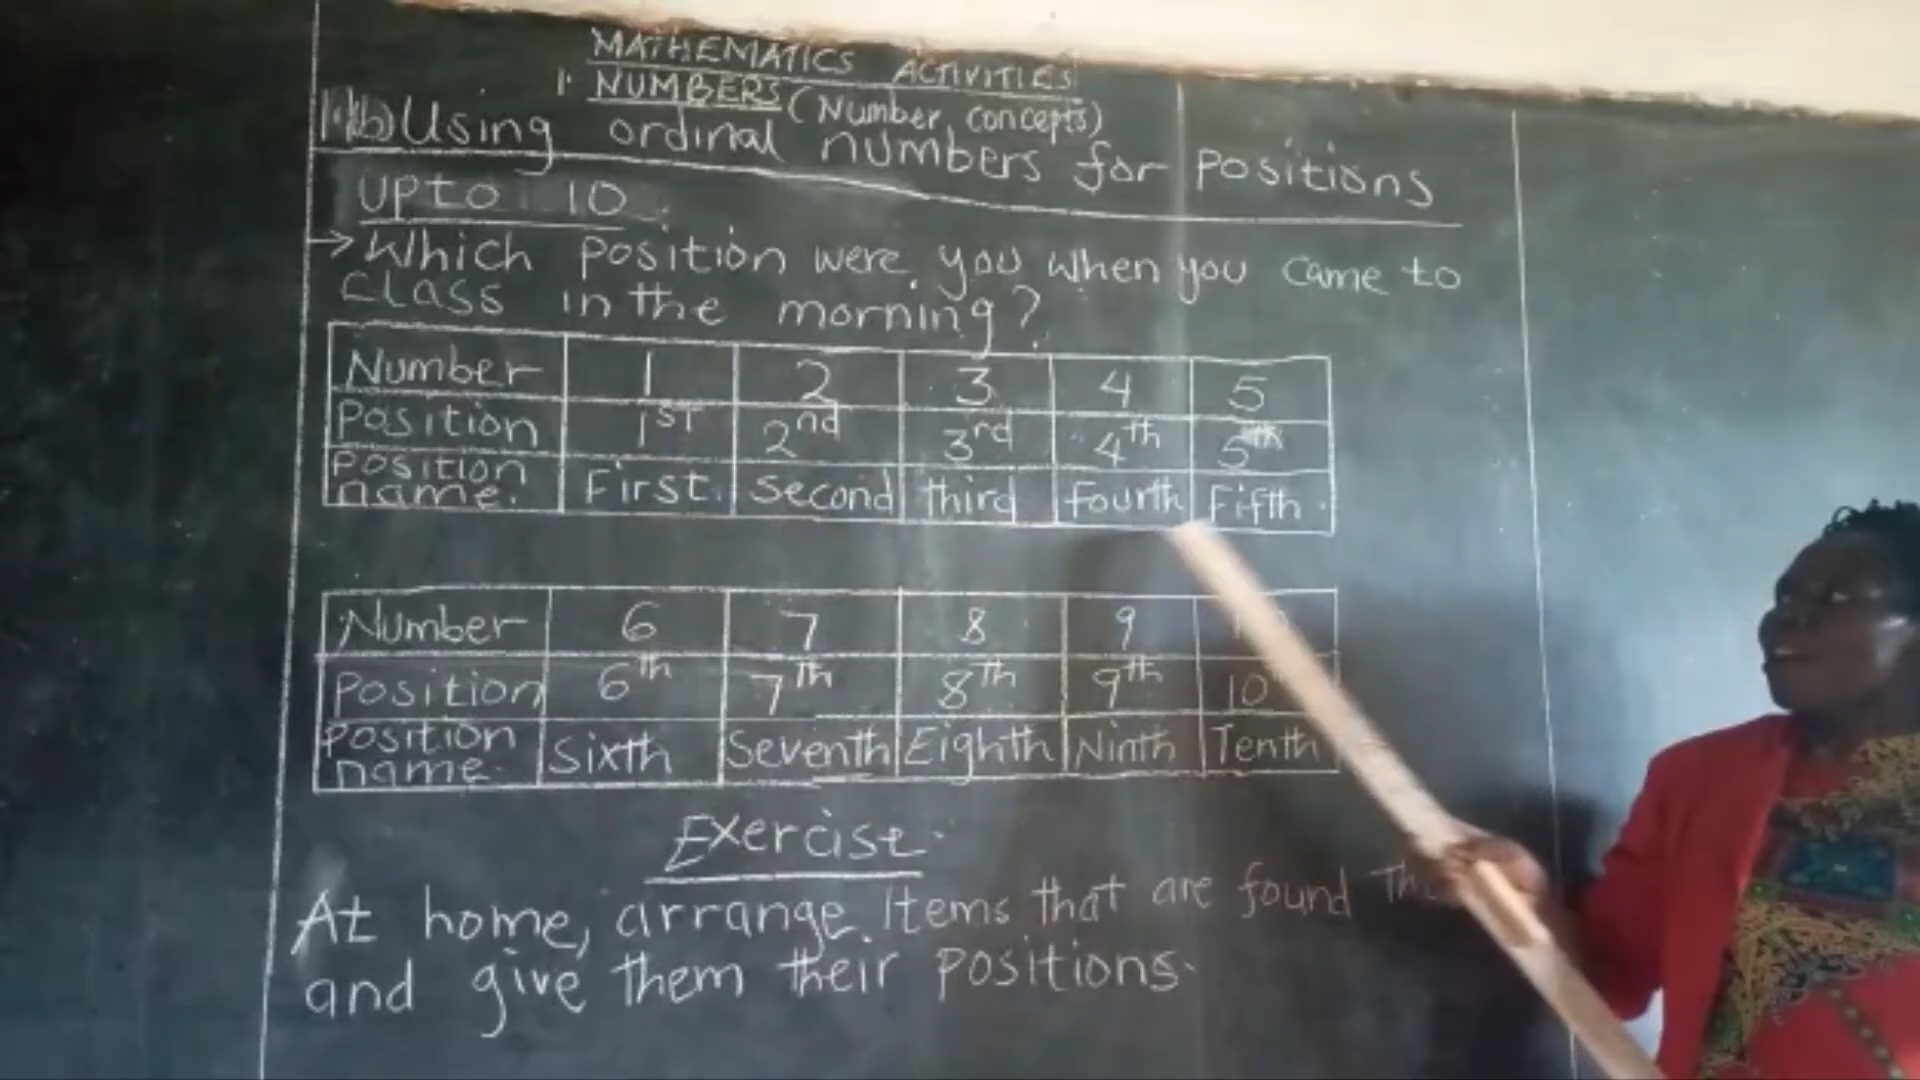 MATHEMATICS ACTIVITIES
1. NUMBERS (Number concepts)
1.1b) Using ordinal numbers for positions
upto 10
→ Which position were you when you came to
class in the morning?
Number 1 2 3 4 5
Position 1ST 2nd 3rd 4th 5th
Position name. First Second third fourth Fifth.
Number 6 7 8 9
Position 6th 7th 8th 9th 10
Position name. Sixth Seventh Eighth Ninth Tenth
Exercise.
At home, arrange Items that are found
and give them their positions.